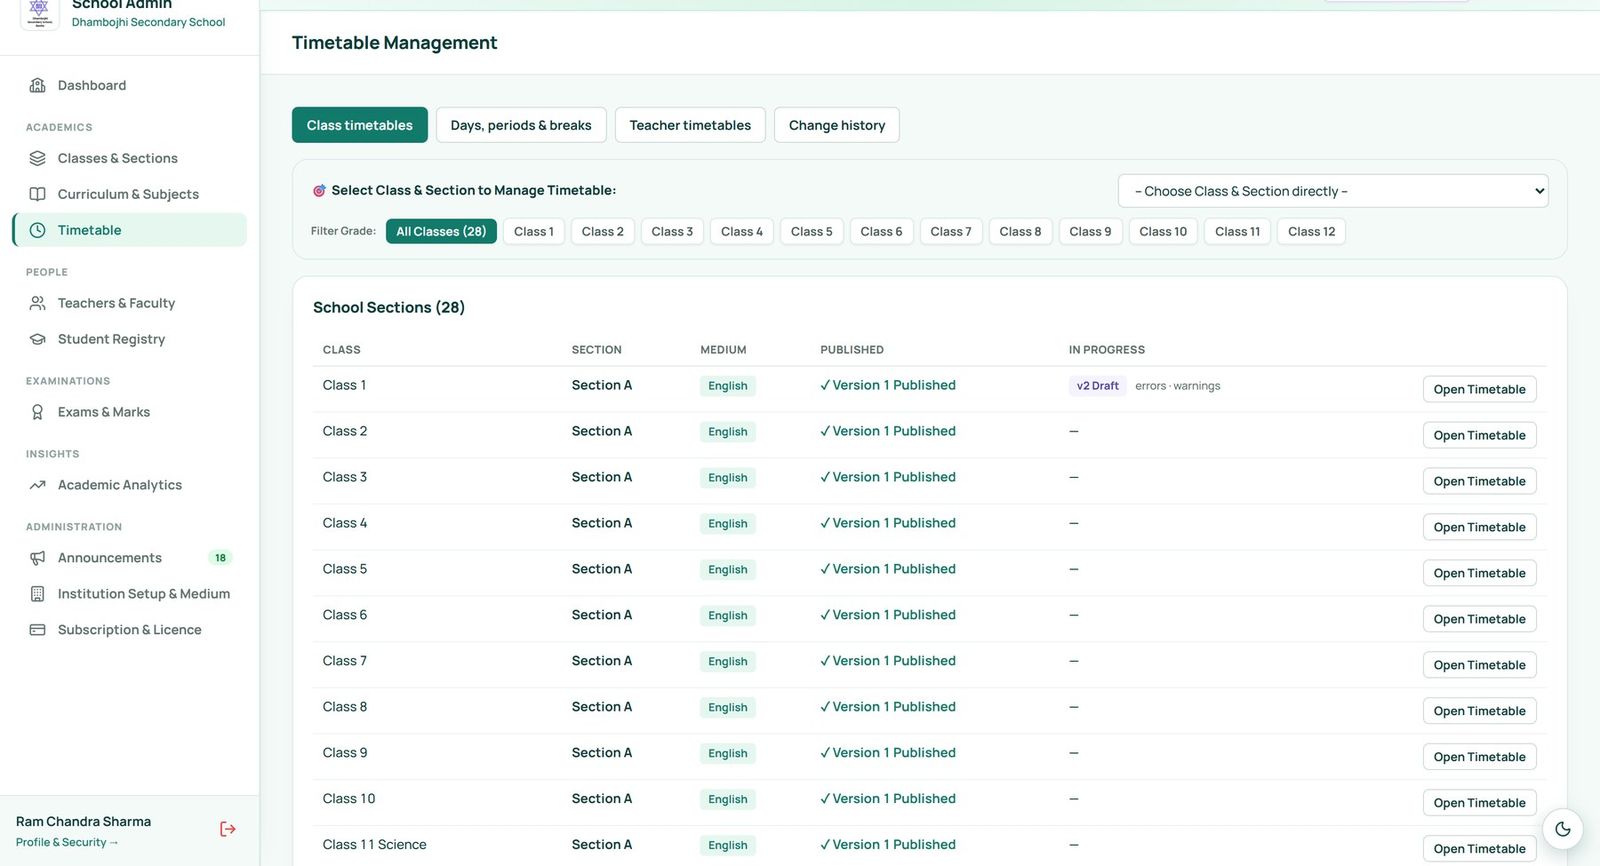 School Admin
Dhambojhi Secondary School
Dashboard
ACADEMICS
Classes & Sections
Curriculum & Subjects
Timetable
PEOPLE
Teachers & Faculty
Student Registry
EXAMINATIONS
Exams & Marks
INSIGHTS
Academic Analytics
ADMINISTRATION
Announcements 18
Institution Setup & Medium
Subscription & Licence
Ram Chandra Sharma
Profile & Security →
Timetable Management
Class timetables Days, periods & breaks Teacher timetables Change history
🎯 Select Class & Section to Manage Timetable: – Choose Class & Section directly –
Filter Grade: All Classes (28) Class 1 Class 2 Class 3 Class 4 Class 5 Class 6 Class 7 Class 8 Class 9 Class 10 Class 11 Class 12
School Sections (28)
CLASS SECTION MEDIUM PUBLISHED IN PROGRESS
Class 1 Section A English ✓ Version 1 Published v2 Draft errors · warnings Open Timetable
Class 2 Section A English ✓ Version 1 Published — Open Timetable
Class 3 Section A English ✓ Version 1 Published — Open Timetable
Class 4 Section A English ✓ Version 1 Published — Open Timetable
Class 5 Section A English ✓ Version 1 Published — Open Timetable
Class 6 Section A English ✓ Version 1 Published — Open Timetable
Class 7 Section A English ✓ Version 1 Published — Open Timetable
Class 8 Section A English ✓ Version 1 Published — Open Timetable
Class 9 Section A English ✓ Version 1 Published — Open Timetable
Class 10 Section A English ✓ Version 1 Published — Open Timetable
Class 11 Science Section A English ✓ Version 1 Published — Open Timetable